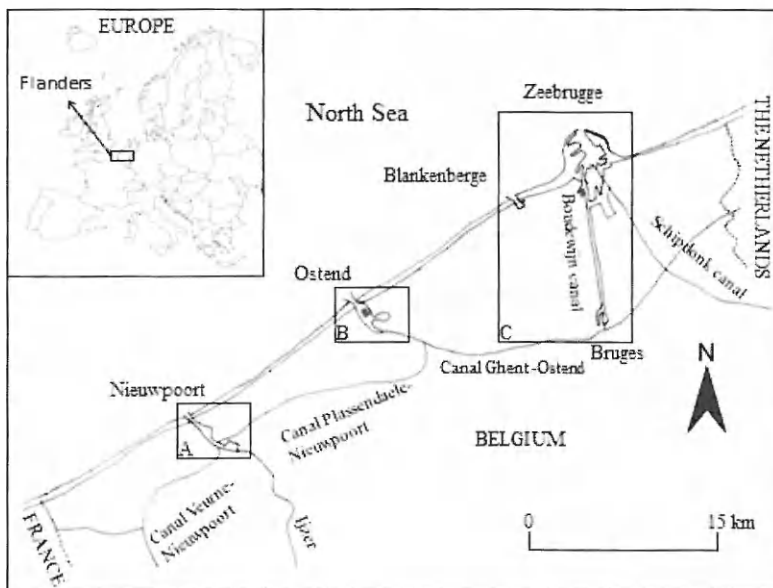 EUROPE
Flanders
North Sea
Zeebrugge
Blankenberge
THE NETHERLANDS
Boudewijn canal
Schipdonk canal
Ostend
B
C
Bruges
Canal Ghent-Ostend
N
Nieuwpoort
A
Canal Plassendaele-
Nieuwpoort
BELGIUM
Canal Veurne-
Nieuwpoort
Ijzer
FRANCE
0
15 km